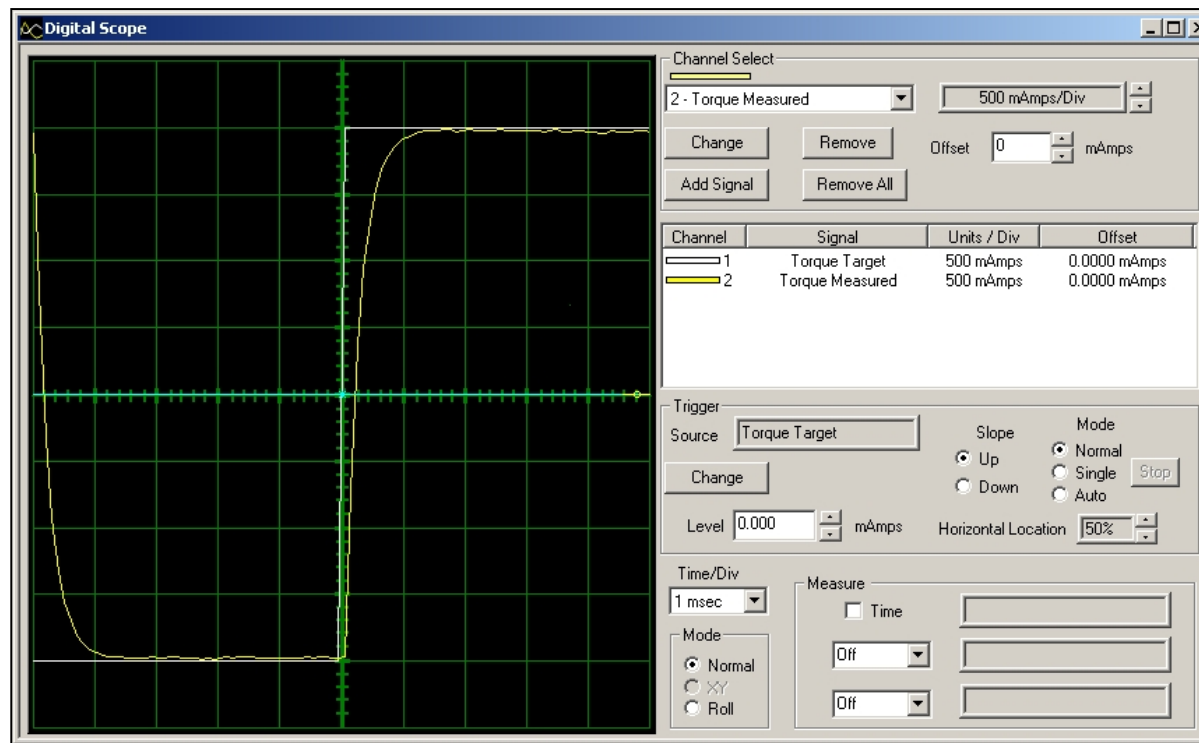 Digital Scope
Channel Select
2 - Torque Measured
500 mAmps/Div
Change
Remove
Offset
0
mAmps
Add Signal
Remove All
Channel Signal Units / Div Offset
1 Torque Target 500 mAmps 0.0000 mAmps
2 Torque Measured 500 mAmps 0.0000 mAmps
Trigger
Source
Torque Target
Slope
Mode
Up
Normal
Change
Single
Stop
Down
Auto
Level
0.000
mAmps
Horizontal Location
50%
Time/Div
1 msec
Measure
Time
Mode
Normal
XY
Roll
Off
Off